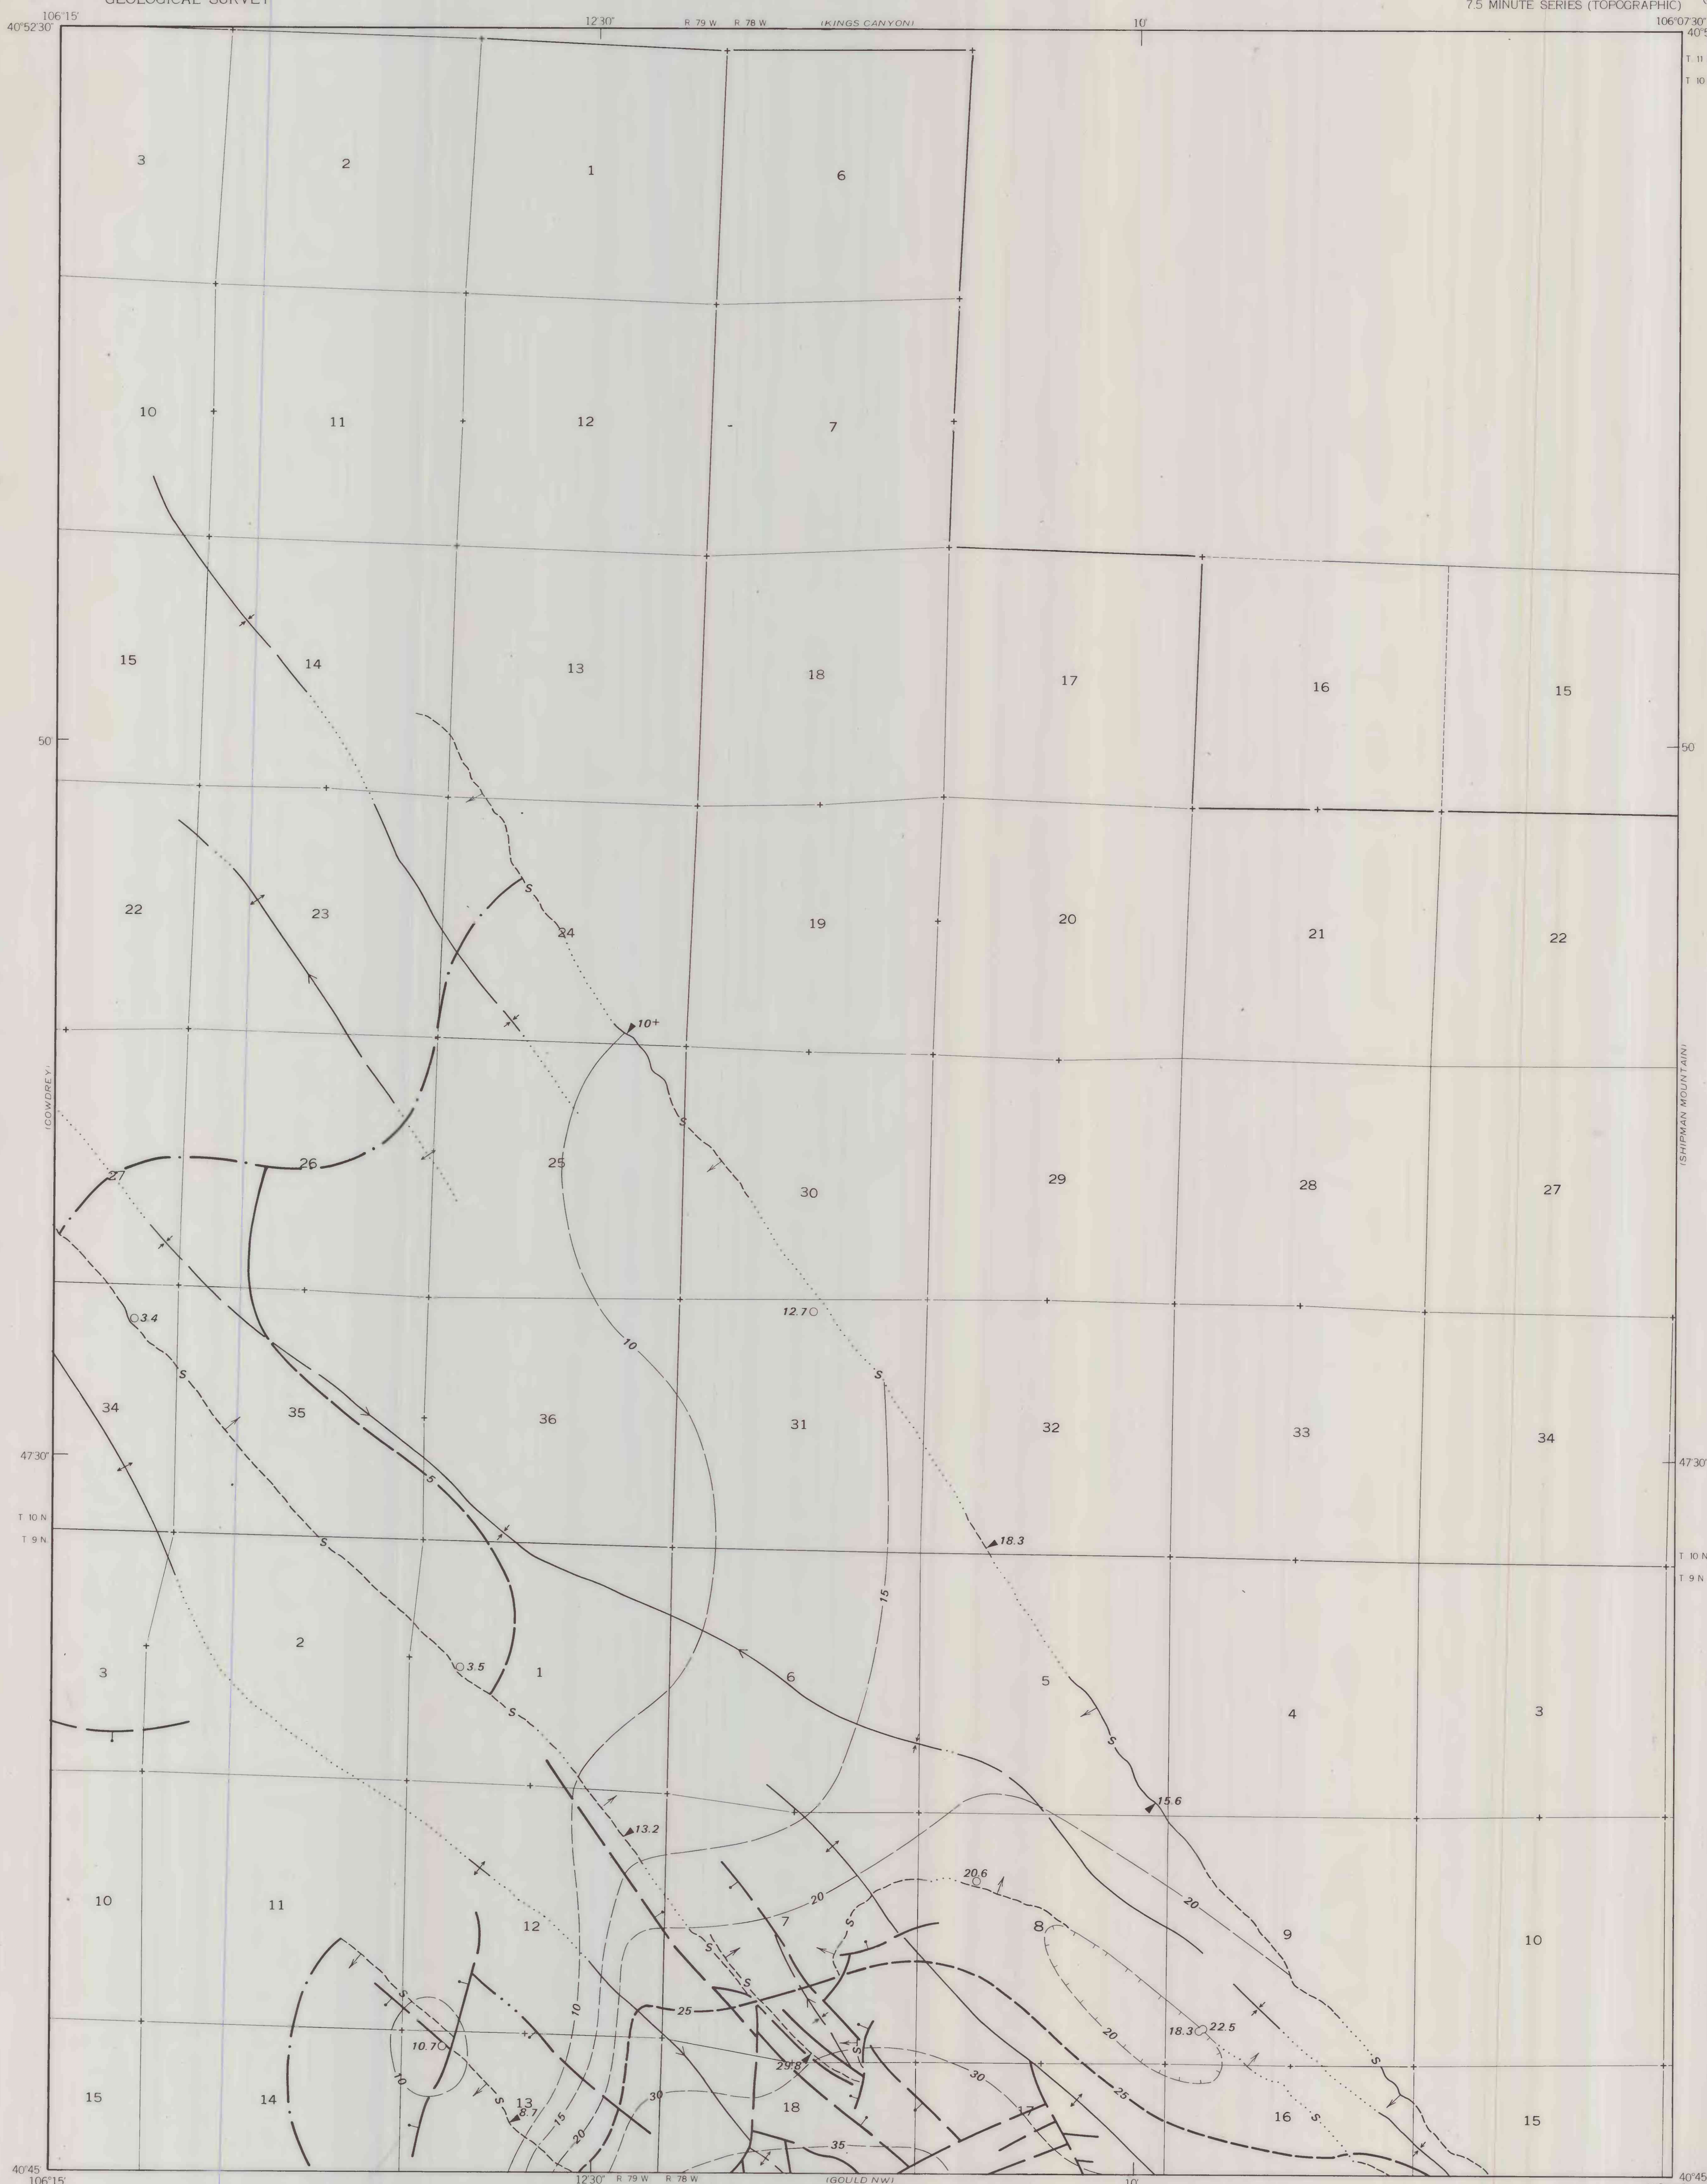 GEOLOGICAL SURVEY
7.5 MINUTE SERIES (TOPOGRAPHIC)
106°15' 12'30" R 79 W R 78 W (KINGS CANYON) 10' 106°07'30"
40°52'30"
T 11
T 10
3 2 1 6
10 11 12 7
15 14 13 18 17 16 15
50' 50'
22 23 S 24 19 20 21 22
10+
(COWDREY)
(SHIPMAN MOUNTAIN)
S
27 26 25 30 29 28 27
3.4 12.7
10
S S
34 35 36 31 32 33 34
47'30" 5 47'30"
T 10 N
T 9 N
S 18.3
T 10 N
T 9 N
15
3 2 3.5 1 6 5 4 3
S S
15.6
13.2
20.6
20 20
10 11 12 7 S 8 9 10
S
S S
10 25
18.3 22.5
20
10.7 S S
29.8
10 30 30 25
15 14 S 13 8.7 15 18 17 16 S 15
20
35
40°45' 40°45'
106°15' 12'30" R 79 W R 78 W (GOULD NW) 10'